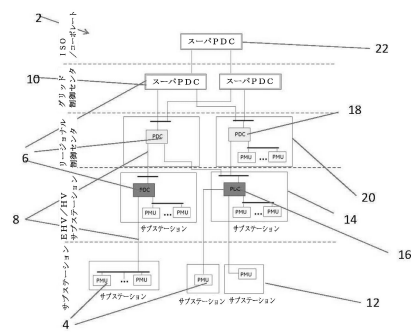 2
ISO
/コーポレート
スーパPDC
22
10
グリッド
制御センタ
スーパPDC
スーパPDC
18
リージョナル
制御センタ
6
PDC
PDC
PMU ... PMU
20
EHV/HV
サブステーション
8
PDC
PMU ... PMU
サブステーション
PLC
PMU ... PMU
サブステーション
14
16
サブステーション
PMU ... PMU
サブステーション
PMU
サブステーション
PMU
サブステーション
12
4